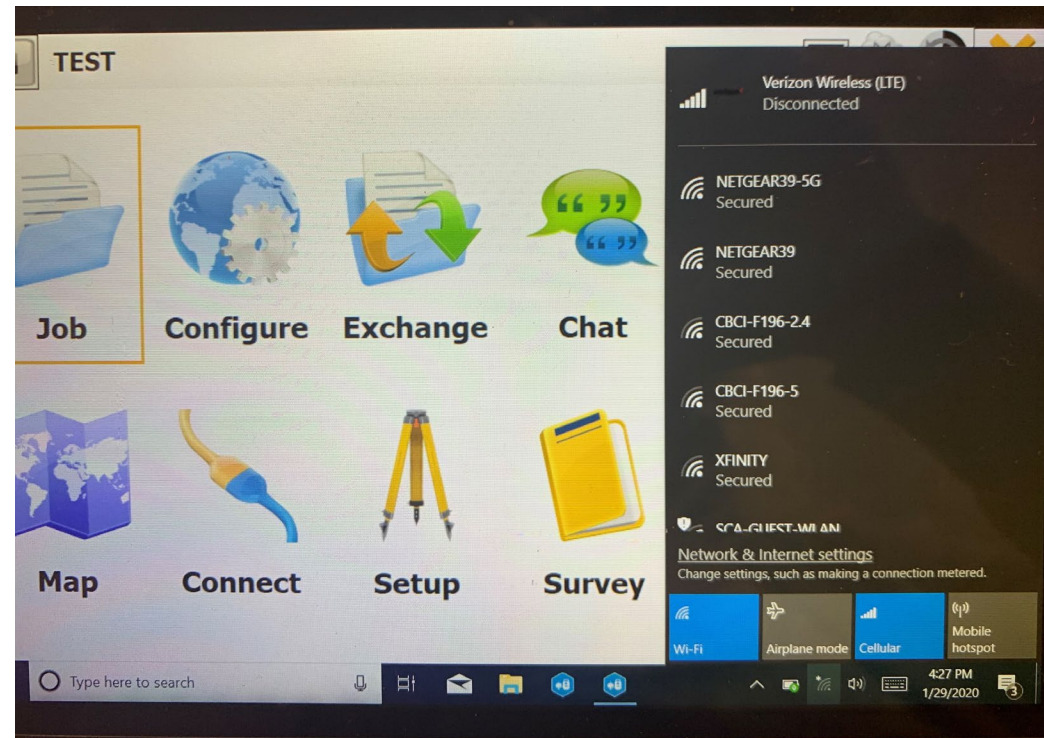 TEST
Job
Configure
Exchange
Chat
Map
Connect
Setup
Survey
Verizon Wireless (LTE)
Disconnected
NETGEAR39-5G
Secured
NETGEAR39
Secured
CBCI-F196-2.4
Secured
CBCI-F196-5
Secured
XFINITY
Secured
SCA-GUEST-WLAN
Network & Internet settings
Change settings, such as making a connection metered.
Wi-Fi
Airplane mode
Cellular
Mobile
hotspot
Type here to search
4:27 PM
1/29/2020
3